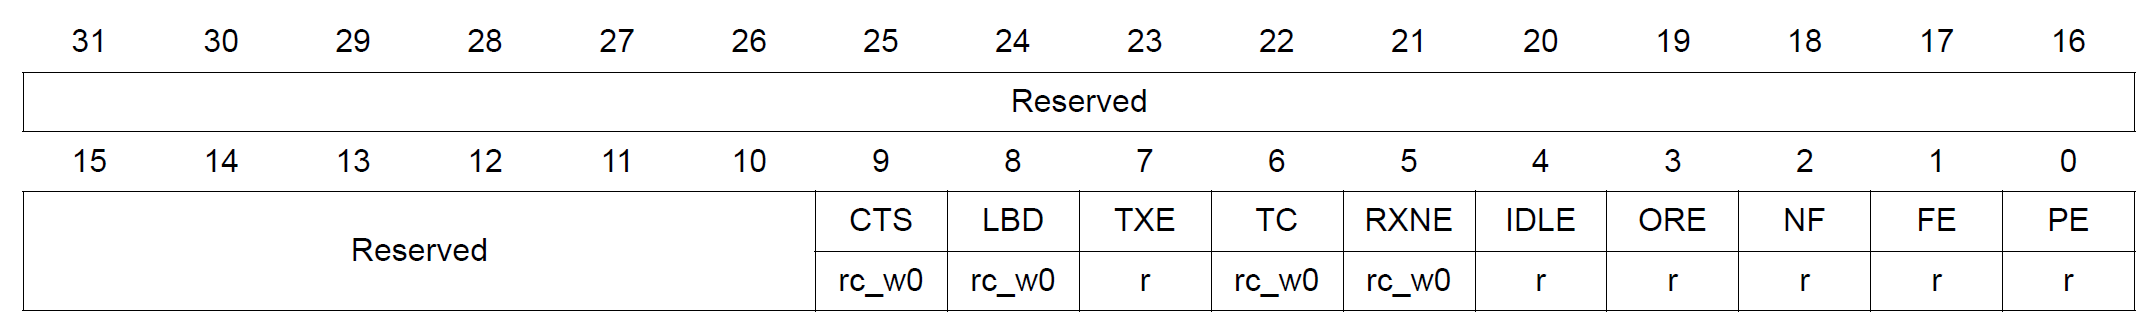 31 30 29 28 27 26 25 24 23 22 21 20 19 18 17 16
Reserved
15 14 13 12 11 10 9 8 7 6 5 4 3 2 1 0
Reserved CTS LBD TXE TC RXNE IDLE ORE NF FE PE
rc_w0 rc_w0 r rc_w0 rc_w0 r r r r r